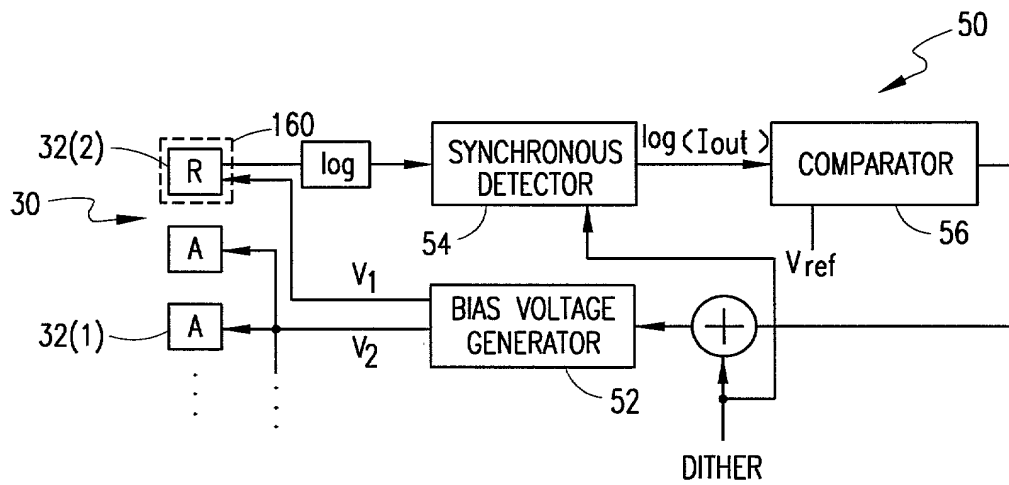 50
160
32(2)
R
log
SYNCHRONOUS
DETECTOR
log(Iout)
COMPARATOR
30
54
56
A
Vref
V1
BIAS VOLTAGE
GENERATOR
+
32(1)
A
V2
52
DITHER